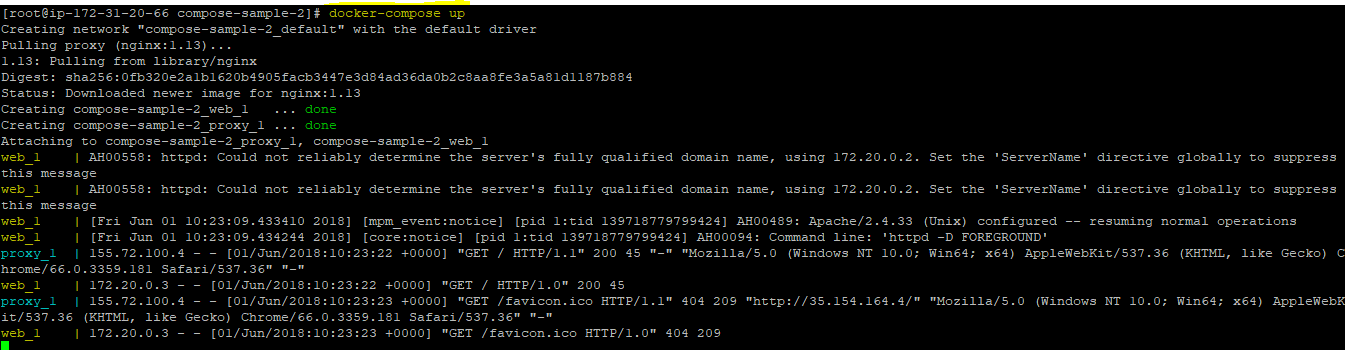 [root@ip-172-31-20-66 compose-sample-2]# docker-compose up
Creating network "compose-sample-2_default" with the default driver
Pulling proxy (nginx:1.13)...
1.13: Pulling from library/nginx
Digest: sha256:0fb320e2a1b1620b4905facb3447e3d84ad36da0b2c8aa8fe3a5a81d1187b884
Status: Downloaded newer image for nginx:1.13
Creating compose-sample-2_web_1   ... done
Creating compose-sample-2_proxy_1 ... done
Attaching to compose-sample-2_proxy_1, compose-sample-2_web_1
web_1    | AH00558: httpd: Could not reliably determine the server's fully qualified domain name, using 172.20.0.2. Set the 'ServerName' directive globally to suppress
this message
web_1    | AH00558: httpd: Could not reliably determine the server's fully qualified domain name, using 172.20.0.2. Set the 'ServerName' directive globally to suppress
this message
web_1    | [Fri Jun 01 10:23:09.433410 2018] [mpm_event:notice] [pid 1:tid 139718779799424] AH00489: Apache/2.4.33 (Unix) configured -- resuming normal operations
web_1    | [Fri Jun 01 10:23:09.434244 2018] [core:notice] [pid 1:tid 139718779799424] AH00094: Command line: 'httpd -D FOREGROUND'
proxy_1  | 155.72.100.4 - - [01/Jun/2018:10:23:22 +0000] "GET / HTTP/1.1" 200 45 "-" "Mozilla/5.0 (Windows NT 10.0; Win64; x64) AppleWebKit/537.36 (KHTML, like Gecko) C
hrome/66.0.3359.181 Safari/537.36" "-"
web_1    | 172.20.0.3 - - [01/Jun/2018:10:23:22 +0000] "GET / HTTP/1.0" 200 45
proxy_1  | 155.72.100.4 - - [01/Jun/2018:10:23:23 +0000] "GET /favicon.ico HTTP/1.1" 404 209 "http://35.154.164.4/" "Mozilla/5.0 (Windows NT 10.0; Win64; x64) AppleWebK
it/537.36 (KHTML, like Gecko) Chrome/66.0.3359.181 Safari/537.36" "-"
web_1    | 172.20.0.3 - - [01/Jun/2018:10:23:23 +0000] "GET /favicon.ico HTTP/1.0" 404 209